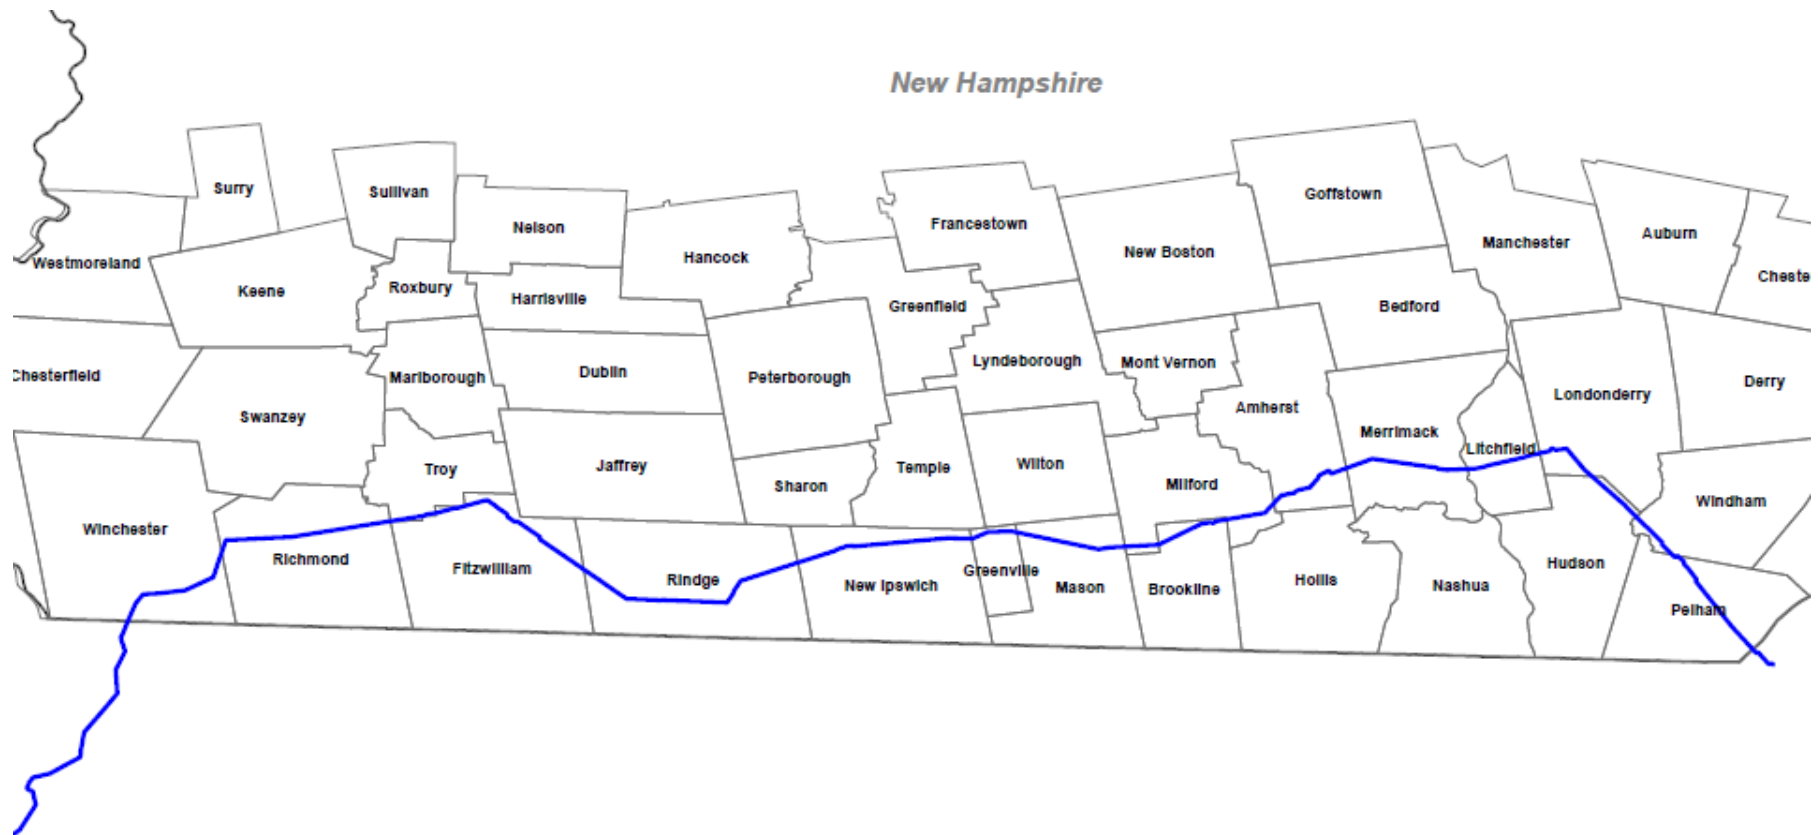 New Hampshire
Surry
Sullivan
Goffstown
Nelson
Francestown
Auburn
Manchester
New Boston
Hancock
Westmoreland
Cheste
Keene
Roxbury
Harrisville
Greenfield
Bedford
Lyndeborough
Mont Vernon
Dublin
Chesterfield
Marlborough
Peterborough
Derry
Londonderry
Amherst
Swanzey
Merrimack
Litchfield
Troy
Jaffrey
Temple
Wilton
Sharon
Milford
Windham
Winchester
Richmond
Fitzwilliam
Rindge
New Ipswich
Greenville
Mason
Brookline
Hollis
Nashua
Hudson
Pelham